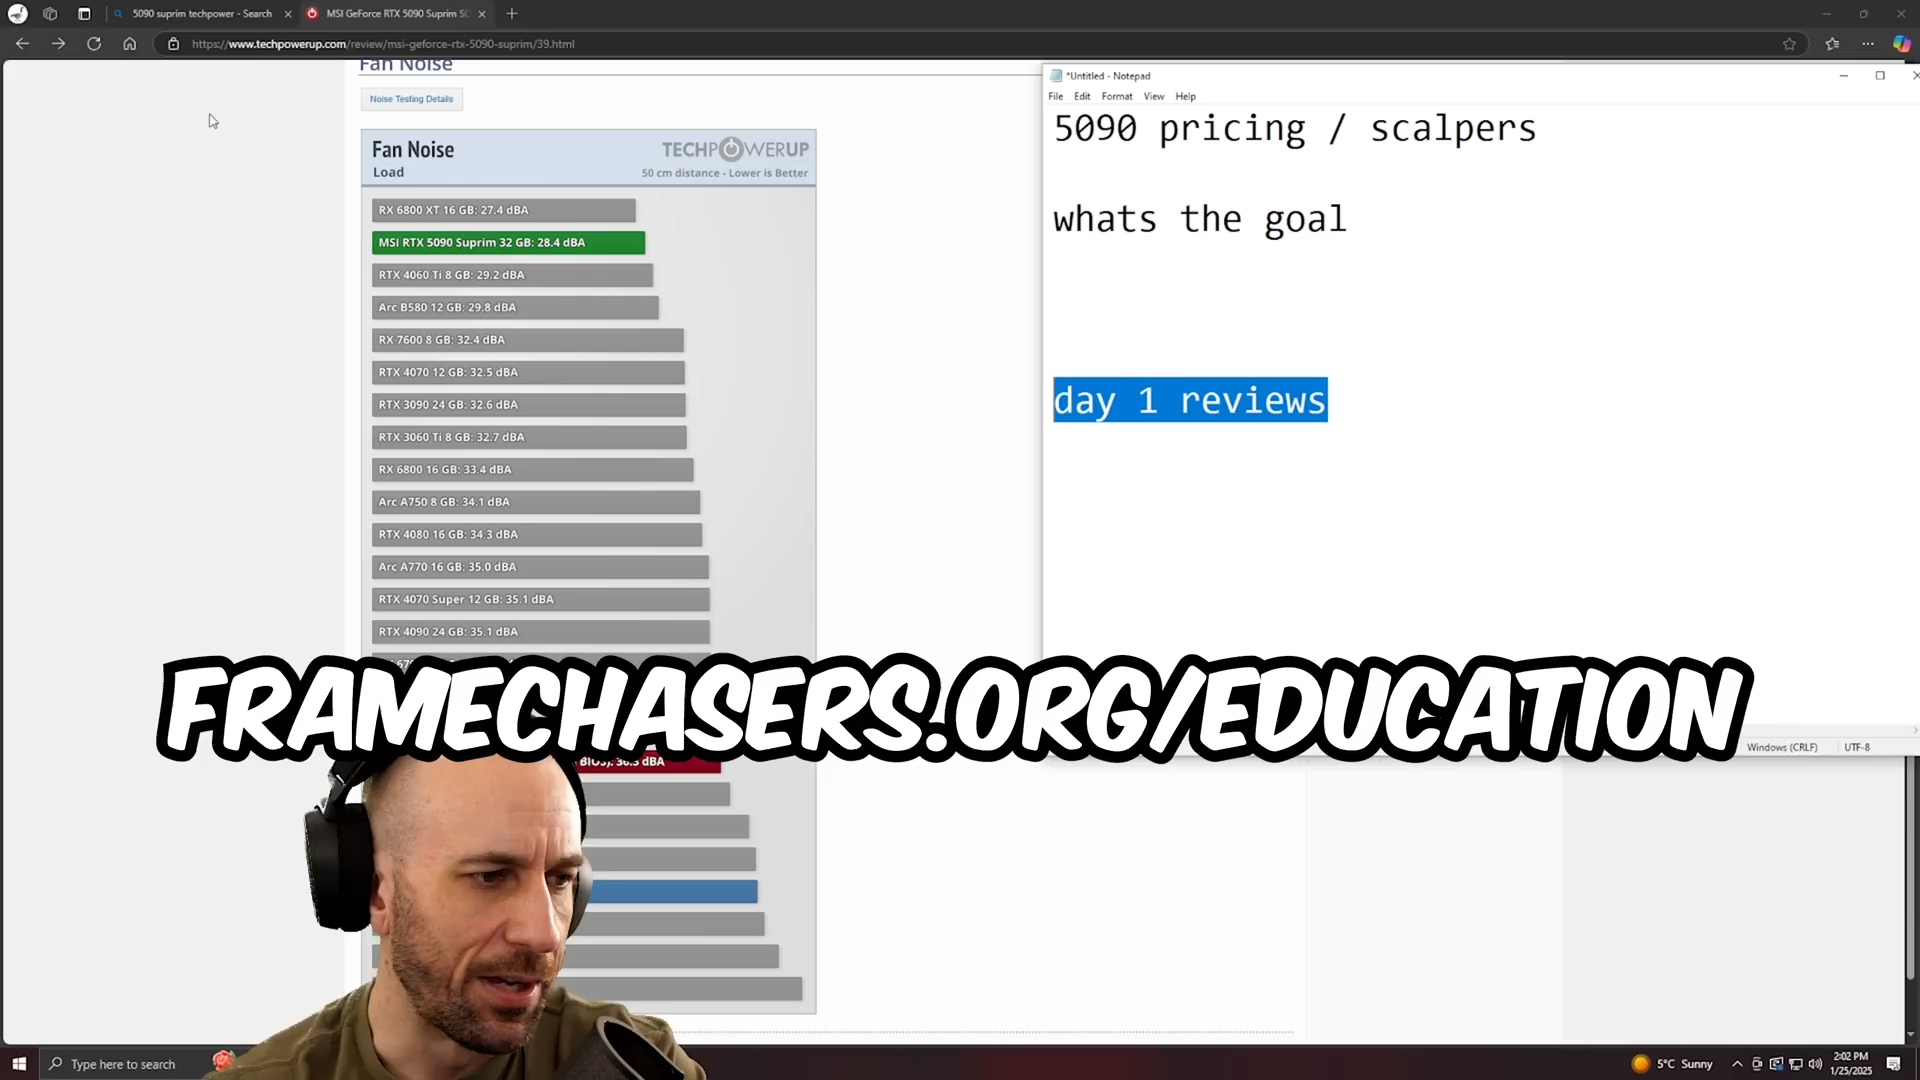 5090 suprim techpower - Search
MSI GeForce RTX 5090 Suprim SO
https://www.techpowerup.com/review/msi-geforce-rtx-5090-suprim/39.html
Fan Noise
Noise Testing Details
Fan Noise
Load
TECHPOWERUP
50 cm distance - Lower is Better
RX 6800 XT 16 GB: 27.4 dBA
MSI RTX 5090 Suprim 32 GB: 28.4 dBA
RTX 4060 Ti 8 GB: 29.2 dBA
Arc B580 12 GB: 29.8 dBA
RX 7600 8 GB: 32.4 dBA
RTX 4070 12 GB: 32.5 dBA
RTX 3090 24 GB: 32.6 dBA
RTX 3060 Ti 8 GB: 32.7 dBA
RX 6800 16 GB: 33.4 dBA
Arc A750 8 GB: 34.1 dBA
RTX 4080 16 GB: 34.3 dBA
Arc A770 16 GB: 35.0 dBA
RTX 4070 Super 12 GB: 35.1 dBA
RTX 4090 24 GB: 35.1 dBA
BIOS): 36.3 dBA
*Untitled - Notepad
File Edit Format View Help
5090 pricing / scalpers
whats the goal
day 1 reviews
Windows (CRLF) UTF-8
FRAMECHASERS.ORG/EDUCATION
Type here to search
5°C Sunny
2:02 PM
1/25/2025